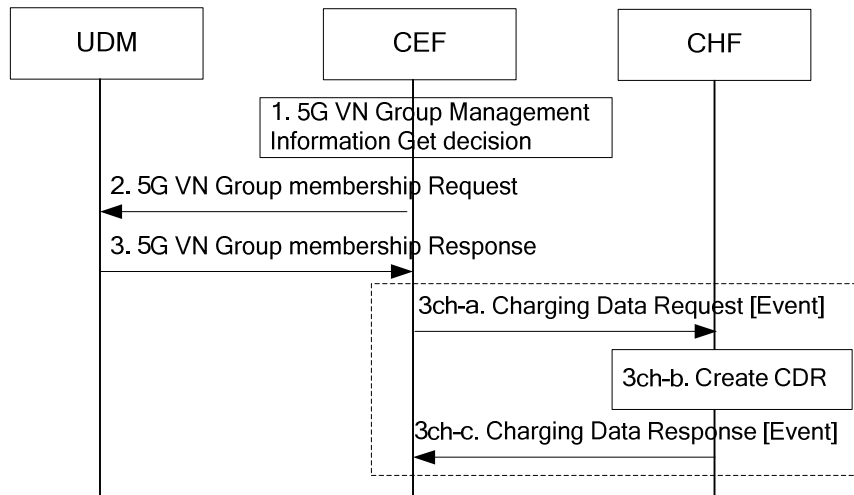 UDM
CEF
CHF
1. 5G VN Group Management
Information Get decision
2. 5G VN Group membership Request
3. 5G VN Group membership Response
3ch-a. Charging Data Request [Event]
3ch-b. Create CDR
3ch-c. Charging Data Response [Event]